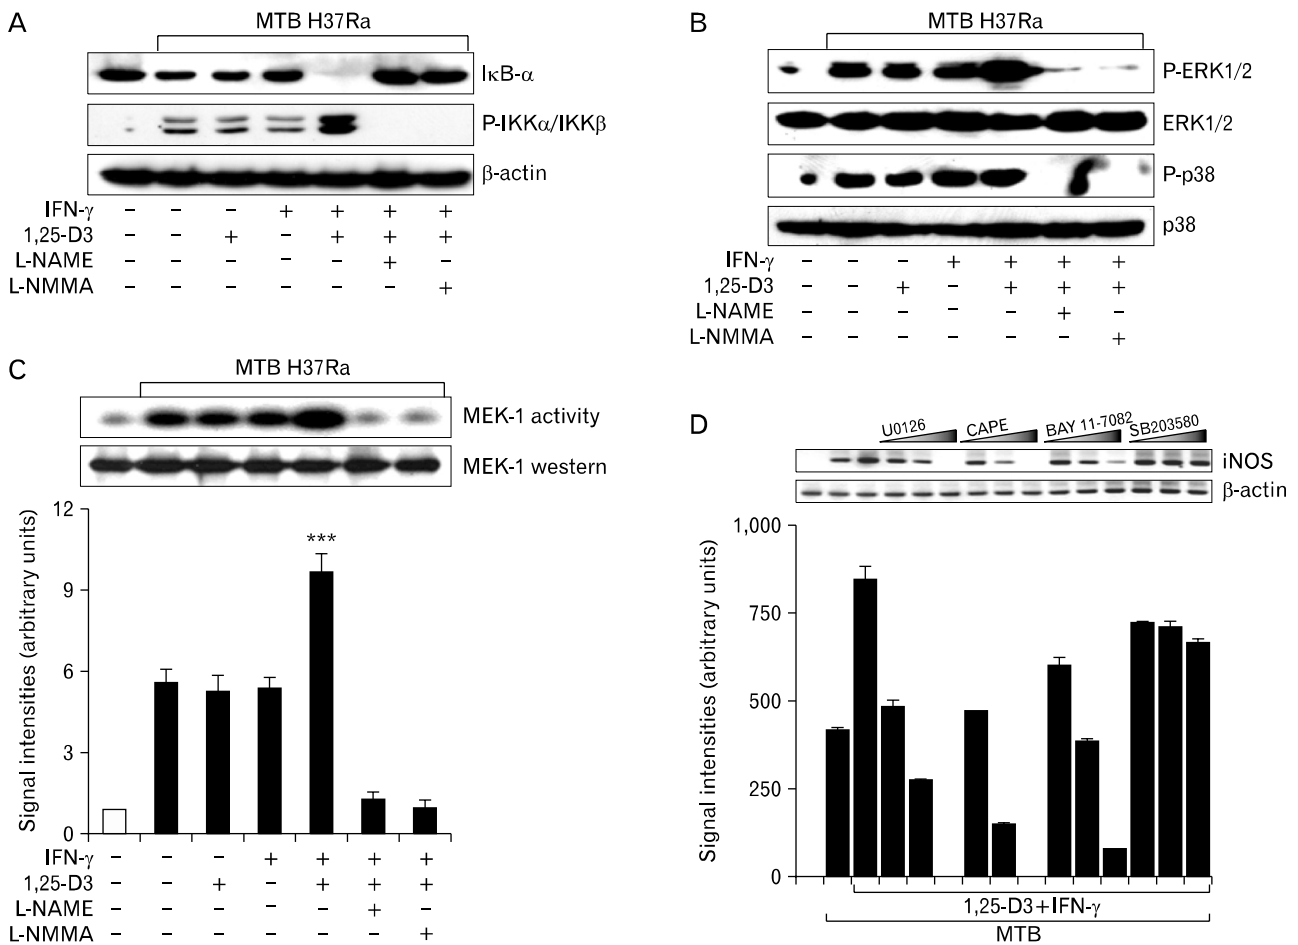 A
MTB H37Ra
IκB-α
P-IKKα/IKKβ
β-actin
IFN-γ − − − + + + +
1,25-D3 − − + − + + +
L-NAME − − − − − + −
L-NMMA − − − − − − +
B
MTB H37Ra
P-ERK1/2
ERK1/2
P-p38
p38
IFN-γ − − − + + + +
1,25-D3 − − + − + + +
L-NAME − − − − − + −
L-NMMA − − − − − − +
C
MTB H37Ra
MEK-1 activity
MEK-1 western
Signal intensities (arbitrary units)
12
9
6
3
0
***
IFN-γ − − − + + + +
1,25-D3 − − + − + + +
L-NAME − − − − − + −
L-NMMA − − − − − − +
D
U0126 CAPE BAY 11-7082 SB203580
iNOS
β-actin
Signal intensities (arbitrary units)
1,000
750
500
250
0
1,25-D3+IFN-γ
MTB